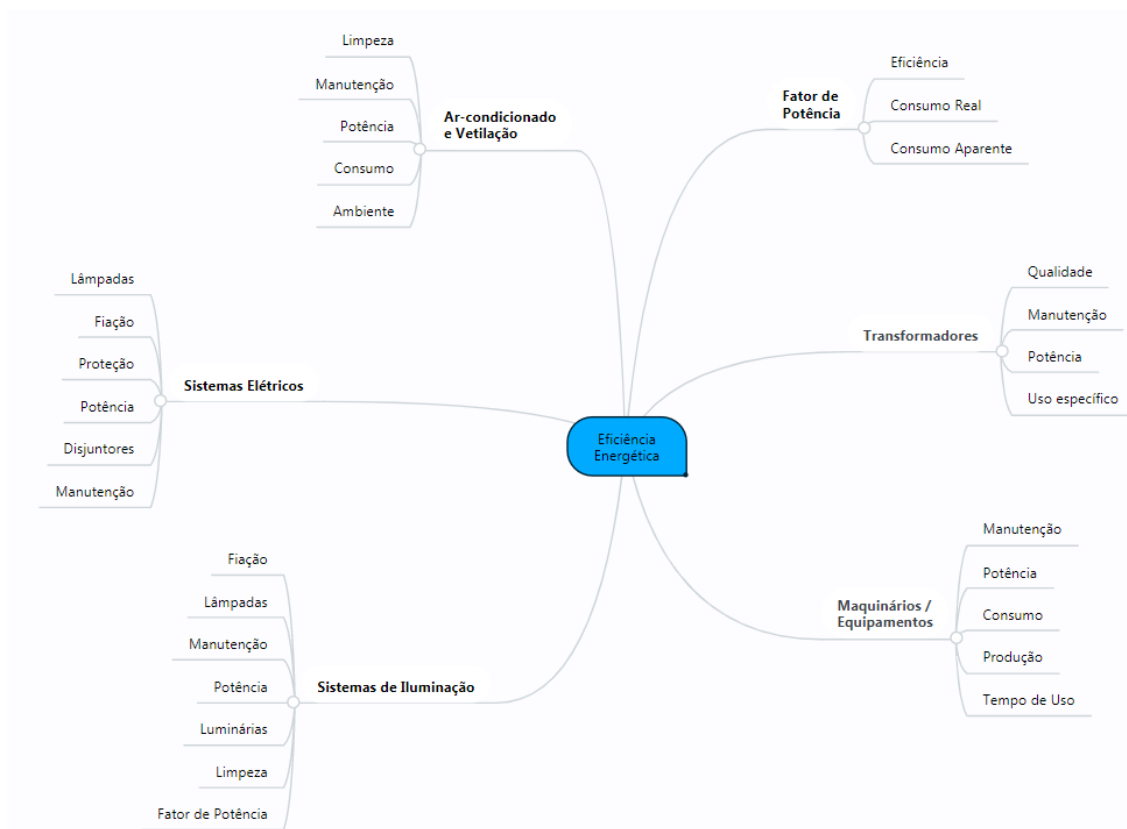 Eficiência
Energética
Ar-condicionado
e Vetilação
Limpeza
Manutenção
Potência
Consumo
Ambiente
Sistemas Elétricos
Lâmpadas
Fiação
Proteção
Potência
Disjuntores
Manutenção
Sistemas de Iluminação
Fiação
Lâmpadas
Manutenção
Potência
Luminárias
Limpeza
Fator de Potência
Fator de
Potência
Eficiência
Consumo Real
Consumo Aparente
Transformadores
Qualidade
Manutenção
Potência
Uso específico
Maquinários /
Equipamentos
Manutenção
Potência
Consumo
Produção
Tempo de Uso